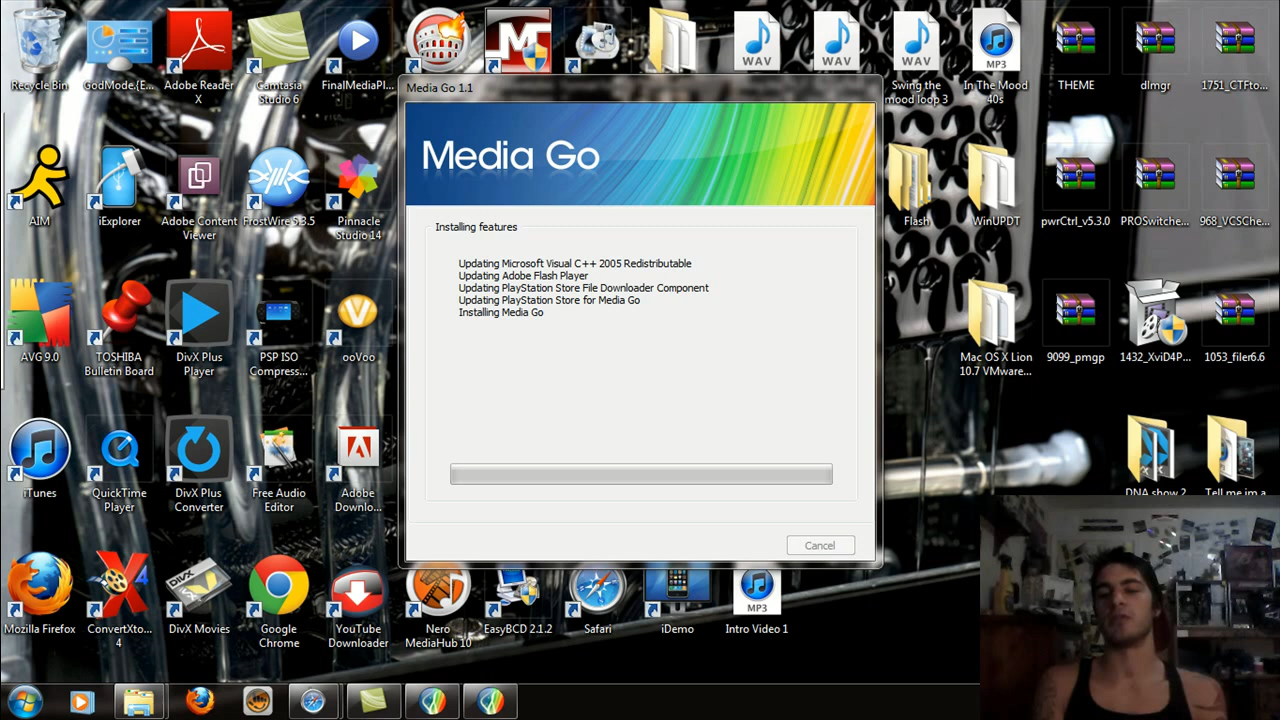 Recycle Bin
GodMode.{E...
Adobe Reader
X
Camtasia
Studio 6
FinalMediaPl...
WAV
WAV
WAV
Swing the
mood loop 3
MP3
In The Mood
40s
THEME
dlmgr
1751_CTFto...
AIM
iExplorer
Adobe Content
Viewer
FrostWire 5.3.5
Pinnacle
Studio 14
Flash
WinUPDT
pwrCtrl_v5.3.0
PROSwitche...
968_VCSChe...
AVG 9.0
TOSHIBA
Bulletin Board
DivX Plus
Player
PSP ISO
Compress...
ooVoo
Mac OS X Lion
10.7 VMware...
9099_pmgp
1432_XviD4P...
1053_filer6.6
iTunes
QuickTime
Player
DivX Plus
Converter
Free Audio
Editor
Adobe
Downlo...
DNA show 2
Tell me im a
Mozilla Firefox
ConvertXto...
4
DIVX
DivX Movies
Google
Chrome
YouTube
Downloader
Nero
MediaHub 10
EasyBCD 2.1.2
Safari
iDemo
MP3
Intro Video 1
Media Go 1.1
Media Go
Installing features
Updating Microsoft Visual C++ 2005 Redistributable
Updating Adobe Flash Player
Updating PlayStation Store File Downloader Component
Updating PlayStation Store for Media Go
Installing Media Go
Cancel